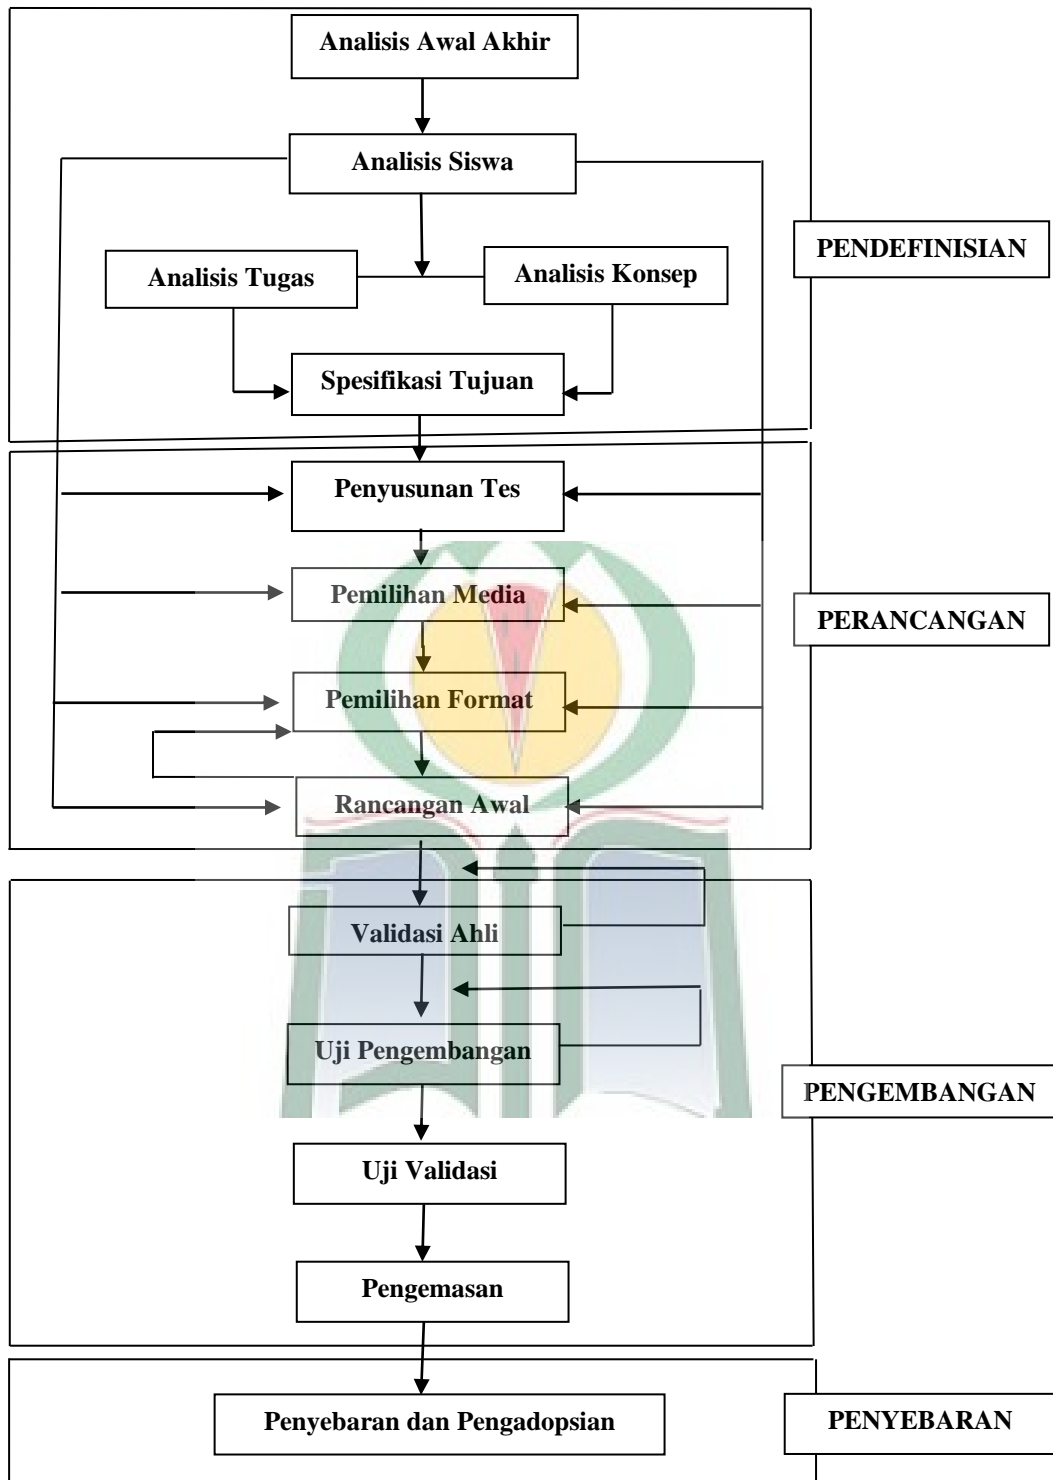 Analisis Awal Akhir
Analisis Siswa
PENDEFINISIAN
Analisis Tugas
Analisis Konsep
Spesifikasi Tujuan
Penyusunan Tes
Pemilihan Media
PERANCANGAN
Pemilihan Format
Rancangan Awal
Validasi Ahli
Uji Pengembangan
PENGEMBANGAN
Uji Validasi
Pengemasan
Penyebaran dan Pengadopsian
PENYEBARAN